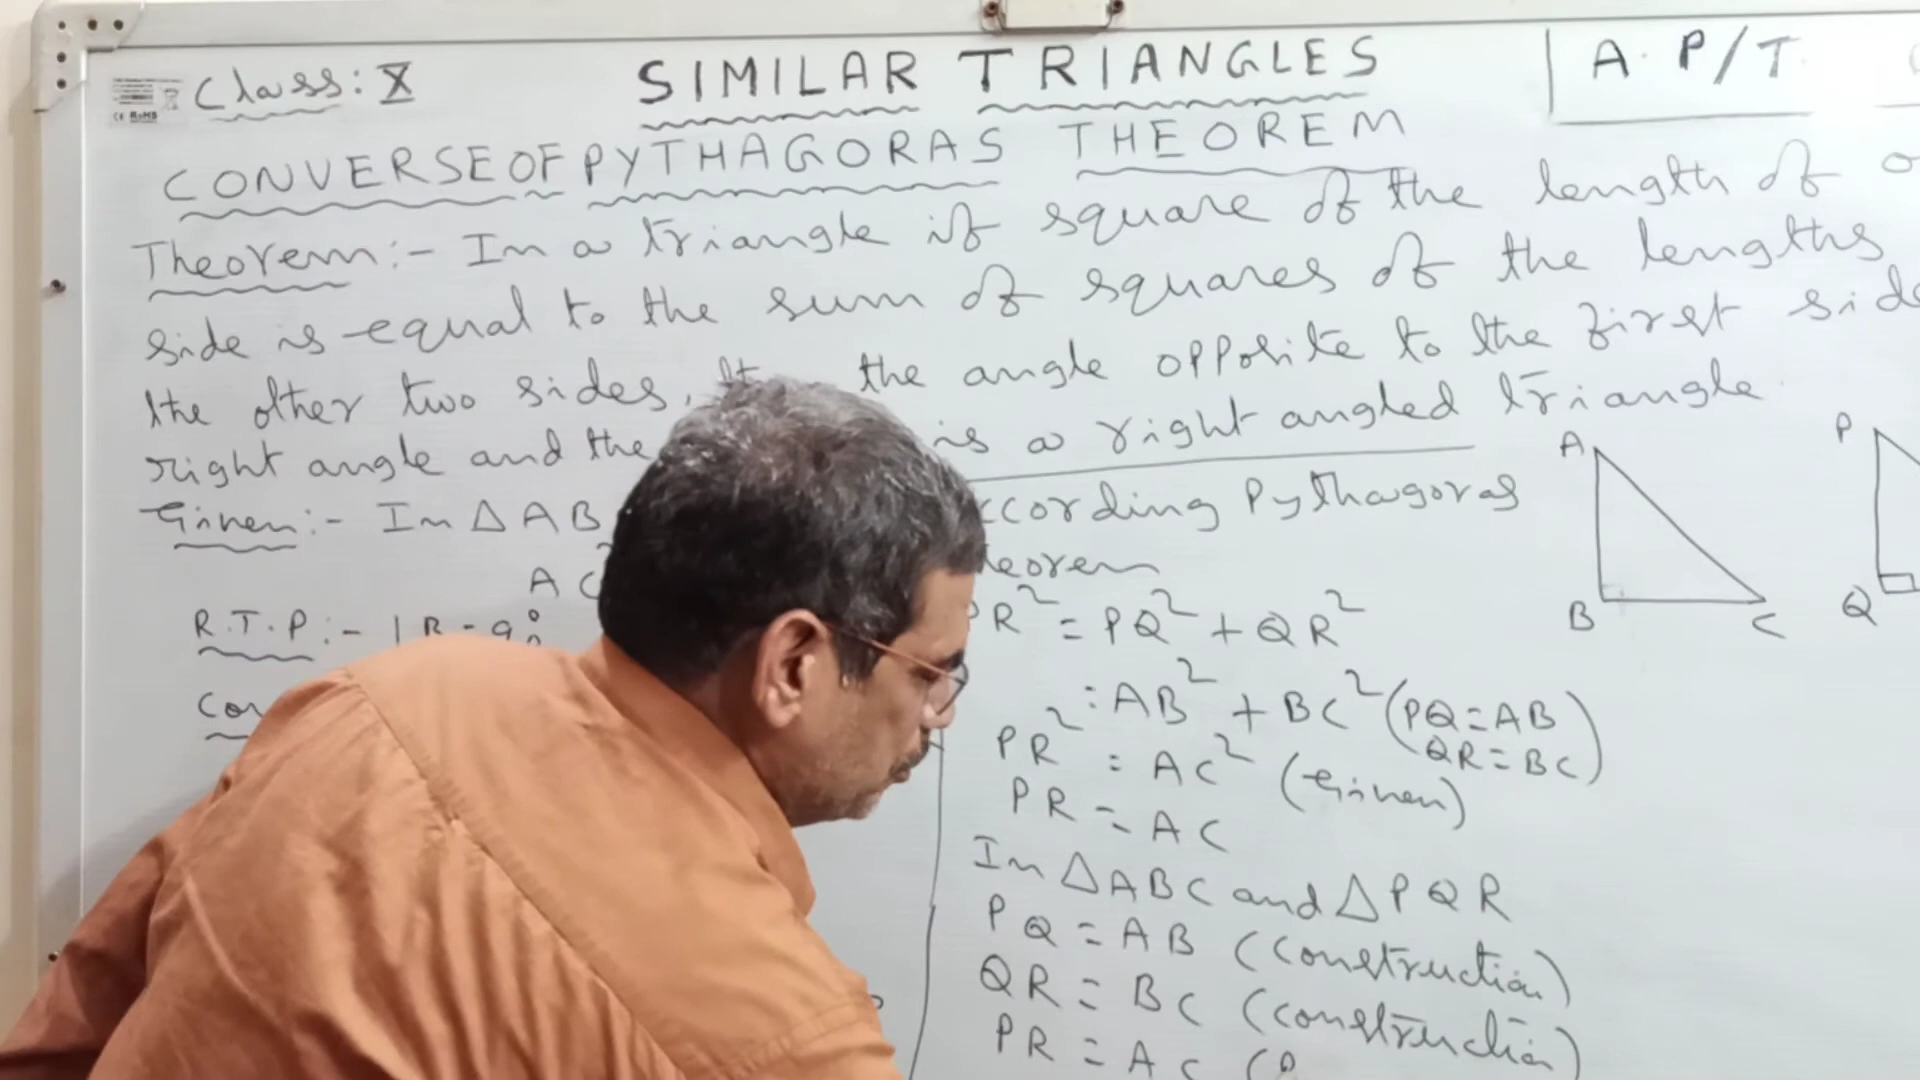 Class: X
SIMILAR TRIANGLES
A. P/T.
CE RoHS
CONVERSE OF PYTHAGORAS THEOREM
Theorem:- In a triangle if square of the length of
side is equal to the sum of squares of the lengths
the other two sides, the angle opposite to the first side
right angle and the is a right angled triangle.
Given:- In △ AB
AC
R.T.P:- B = 90°
ccording Pythagoras
eorem
PR² = PQ² + QR²
= AB² + BC² (PQ = AB
QR = BC)
PR² = AC² (Given)
PR = AC
In △ ABC and △ PQR
PQ = AB (construction)
QR = BC (construction)
PR = AC (
A
B
C
P
Q